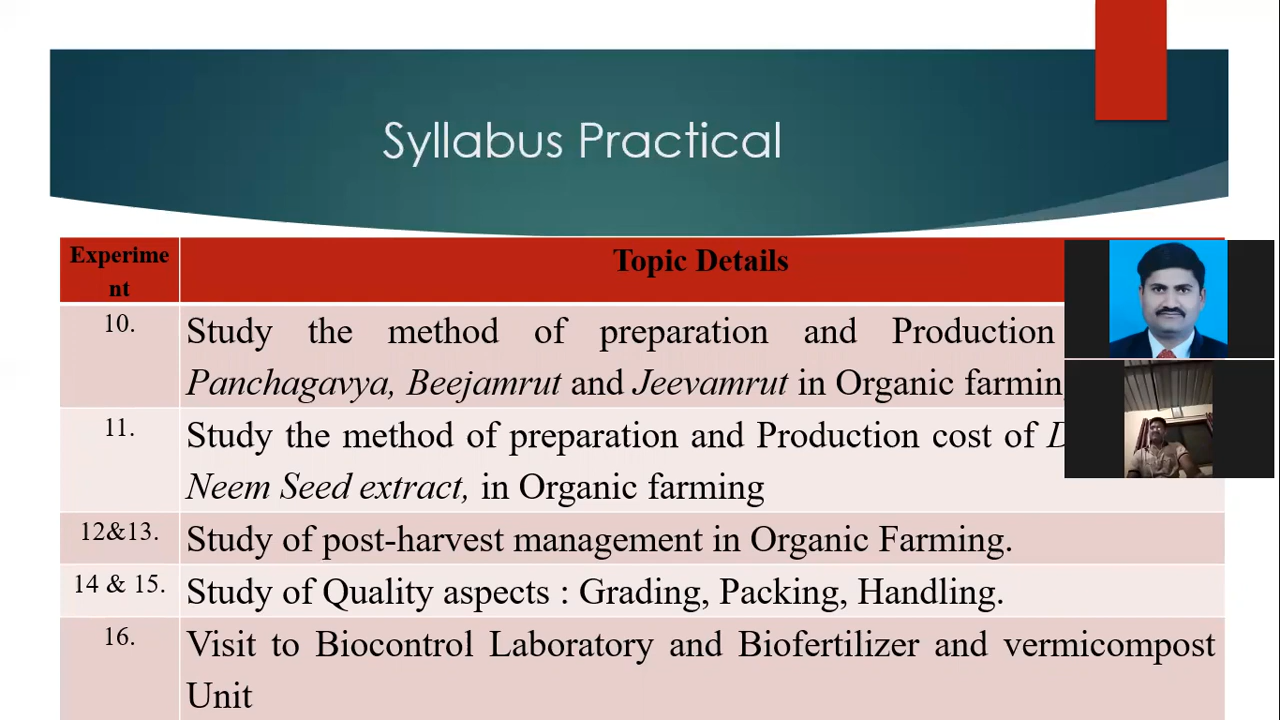 Syllabus Practical
Experime
nt
Topic Details
10.
Study the method of preparation and Production
Panchagavya, Beejamrut and Jeevamrut in Organic
11.
Study the method of preparation and Production cost of
Neem Seed extract, in Organic farming
12&13.
Study of post-harvest management in Organic Farming.
14 & 15.
Study of Quality aspects : Grading, Packing, Handling.
16.
Visit to Biocontrol Laboratory and Biofertilizer and vermicompost
Unit